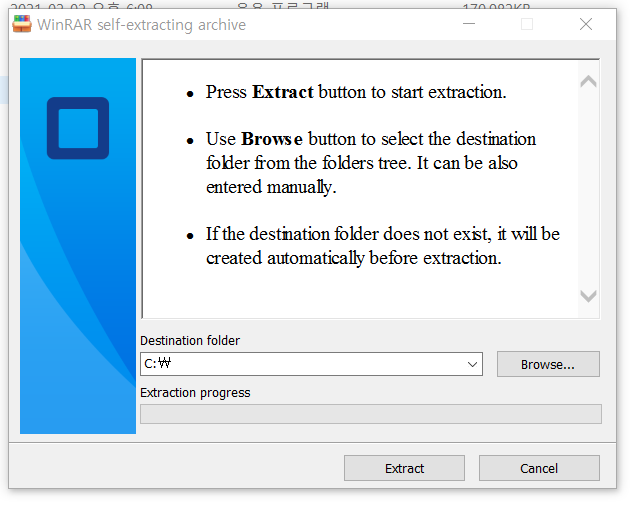 2021-02-02 오후 6:08 응용 프로그램 170,982KB
WinRAR self-extracting archive
• Press Extract button to start extraction.
• Use Browse button to select the destination
folder from the folders tree. It can be also
entered manually.
• If the destination folder does not exist, it will be
created automatically before extraction.
Destination folder
C:₩
Browse...
Extraction progress
Extract
Cancel